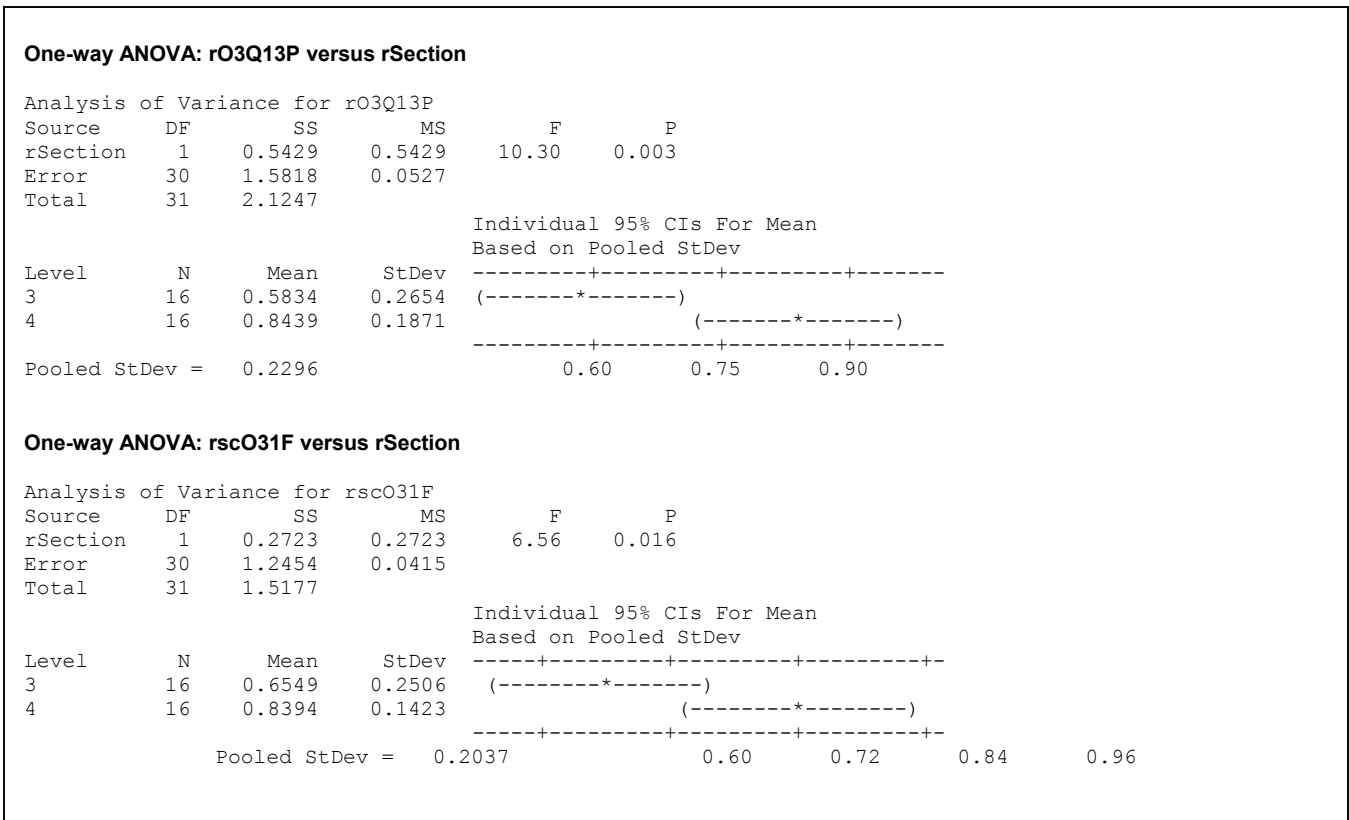 One-way ANOVA: rO3Q13P versus rSection
Analysis of Variance for rO3Q13P
Source     DF        SS        MS        F        P
rSection    1    0.5429    0.5429    10.30    0.003
Error      30    1.5818    0.0527
Total      31    2.1247
Individual 95% CIs For Mean
Based on Pooled StDev
Level       N      Mean     StDev  ---------+---------+---------+-------
3          16    0.5834    0.2654  (-------*-------)
4          16    0.8439    0.1871                   (-------*-------)
---------+---------+---------+-------
Pooled StDev =   0.2296                0.60      0.75      0.90
One-way ANOVA: rscO31F versus rSection
Analysis of Variance for rscO31F
Source     DF        SS        MS        F        P
rSection    1    0.2723    0.2723     6.56    0.016
Error      30    1.2454    0.0415
Total      31    1.5177
Individual 95% CIs For Mean
Based on Pooled StDev
Level       N      Mean     StDev  -----+---------+---------+---------+-
3          16    0.6549    0.2506   (--------*-------)
4          16    0.8394    0.1423                  (--------*--------)
-----+---------+---------+---------+-
Pooled StDev =   0.2037                0.60      0.72      0.84      0.96